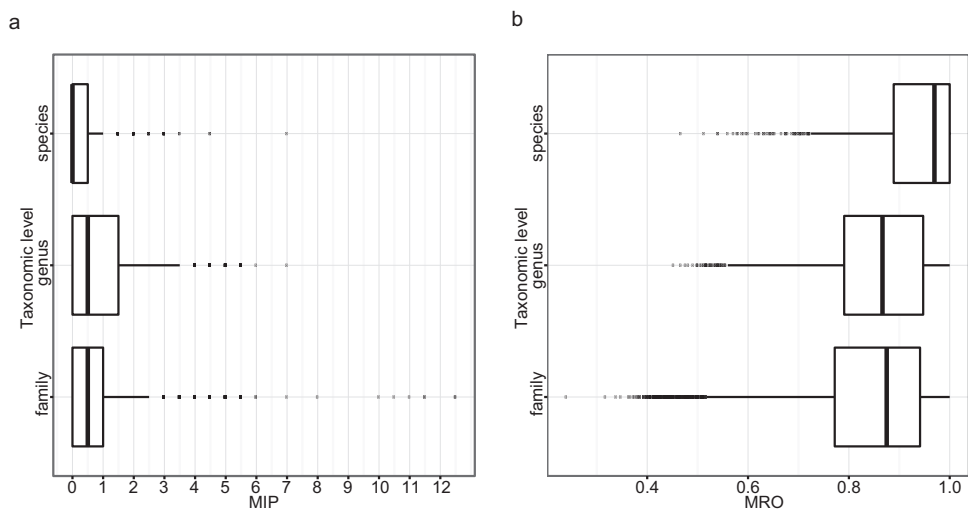 a
b
Taxonomic level
species
genus
family
0 1 2 3 4 5 6 7 8 9 10 11 12
MIP
Taxonomic level
species
genus
family
0.4 0.6 0.8 1.0
MRO